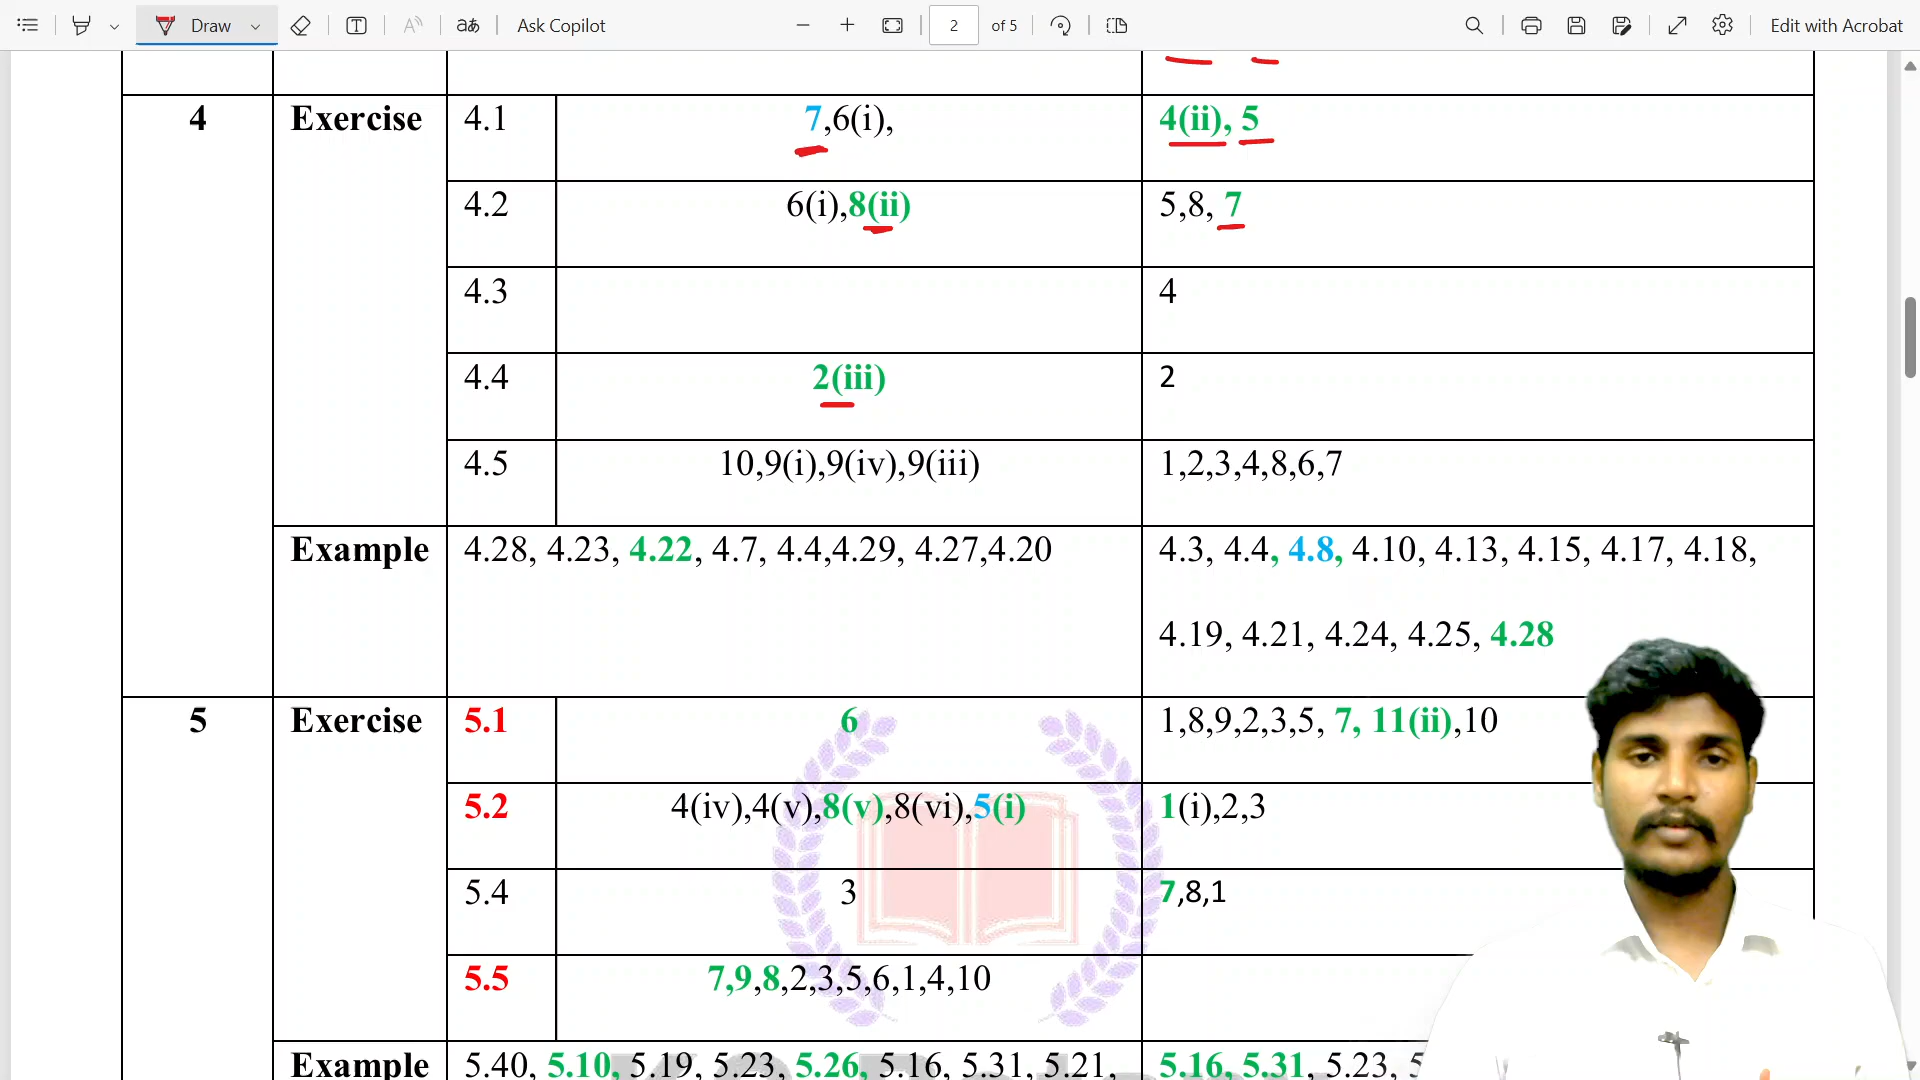 Draw
Ask Copilot
2 of 5
Edit with Acrobat
4 Exercise 4.1 7,6(i), 4(ii), 5
4.2 6(i),8(ii) 5,8, 7
4.3 4
4.4 2(iii) 2
4.5 10,9(i),9(iv),9(iii) 1,2,3,4,8,6,7
Example 4.28, 4.23, 4.22, 4.7, 4.4,4.29, 4.27,4.20 4.3, 4.4, 4.8, 4.10, 4.13, 4.15, 4.17, 4.18,
4.19, 4.21, 4.24, 4.25, 4.28
5 Exercise 5.1 6 1,8,9,2,3,5, 7, 11(ii),10
5.2 4(iv),4(v),8(v),8(vi),5(i) 1(i),2,3
5.4 3 7,8,1
5.5 7,9,8,2,3,5,6,1,4,10
Example 5.40, 5.10, 5.19, 5.23, 5.26, 5.16, 5.31, 5.21, 5.16, 5.31, 5.23,